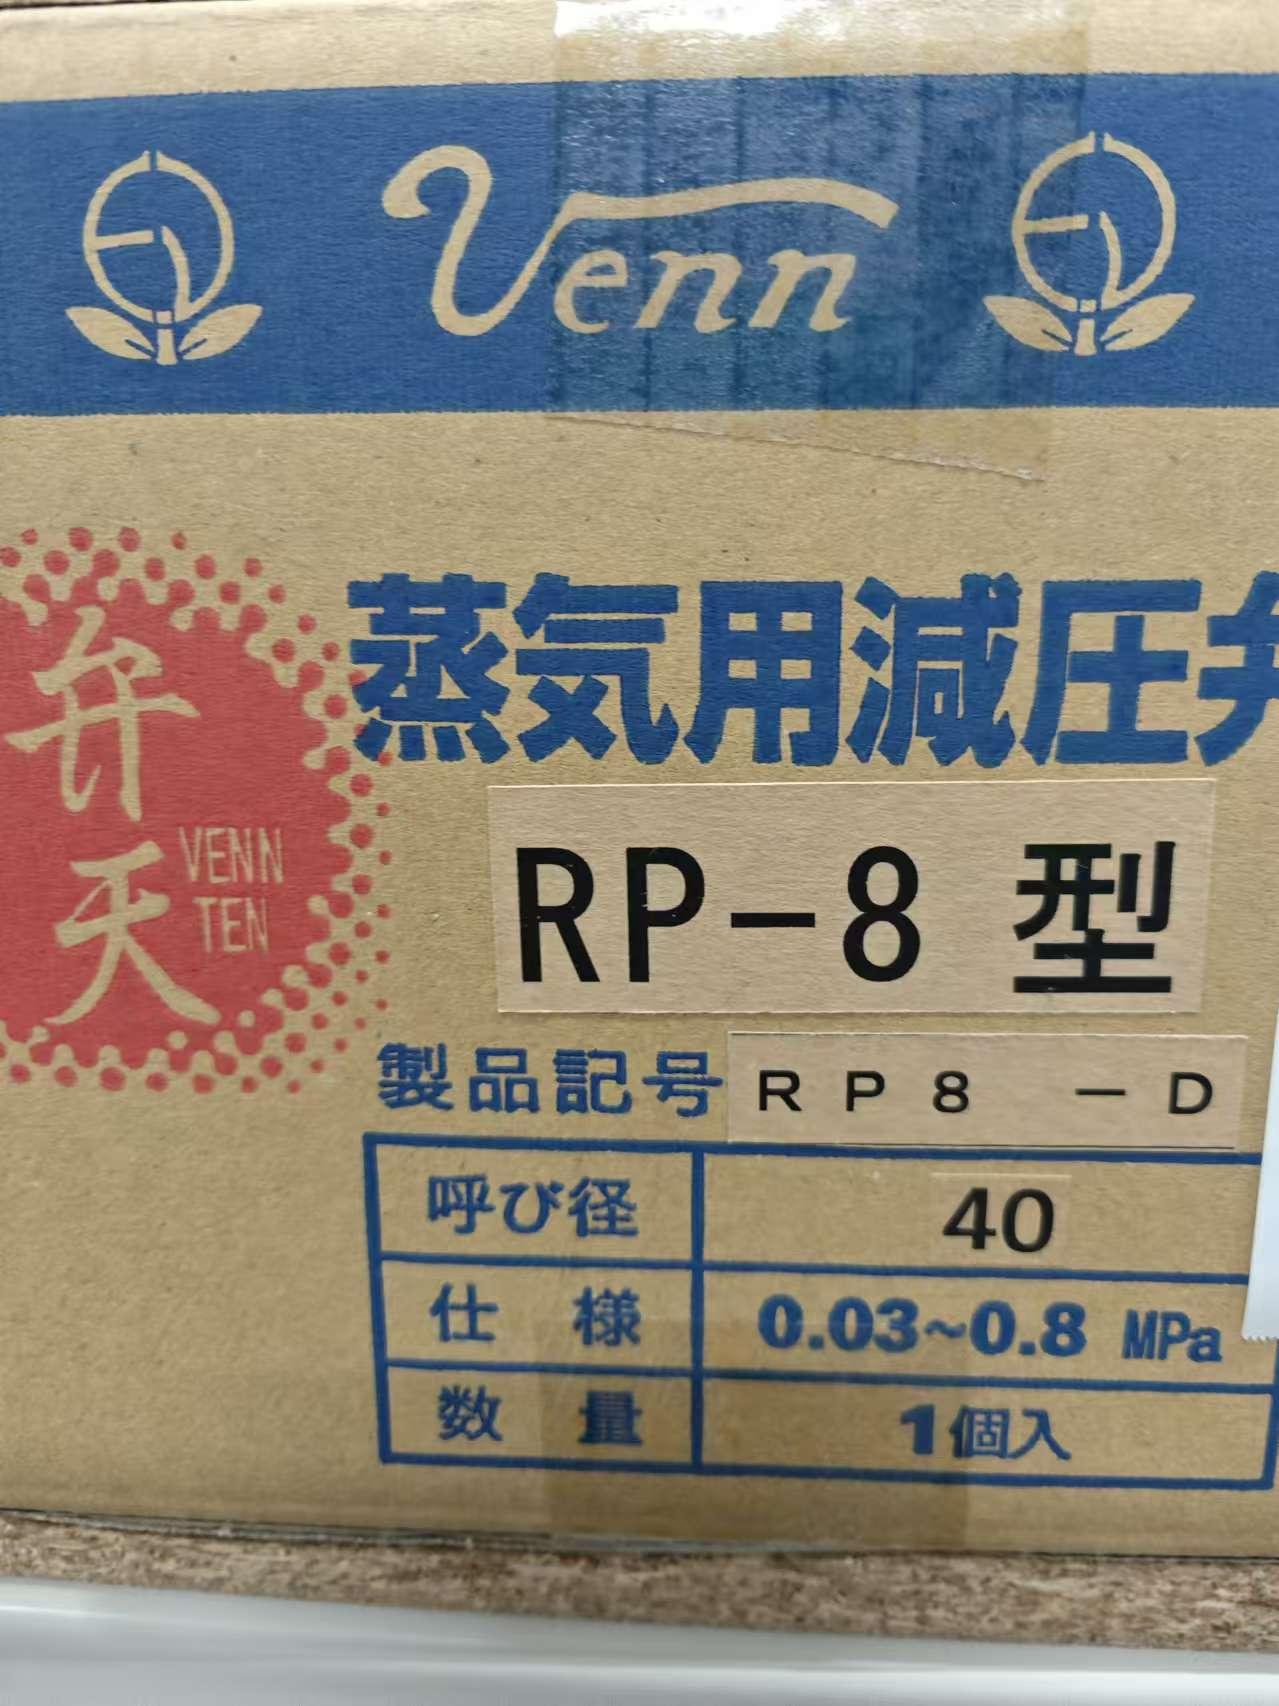 Venn
弁天
VENN
TEN
蒸気用減圧弁
RP-8 型
製品記号 RP8 -D
呼び径 40
仕様 0.03~0.8 MPa
数量 1個入